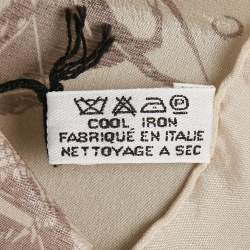 P
COOL IRON
FABRIQUÉ EN ITALIE
NETTOYAGE A SEC